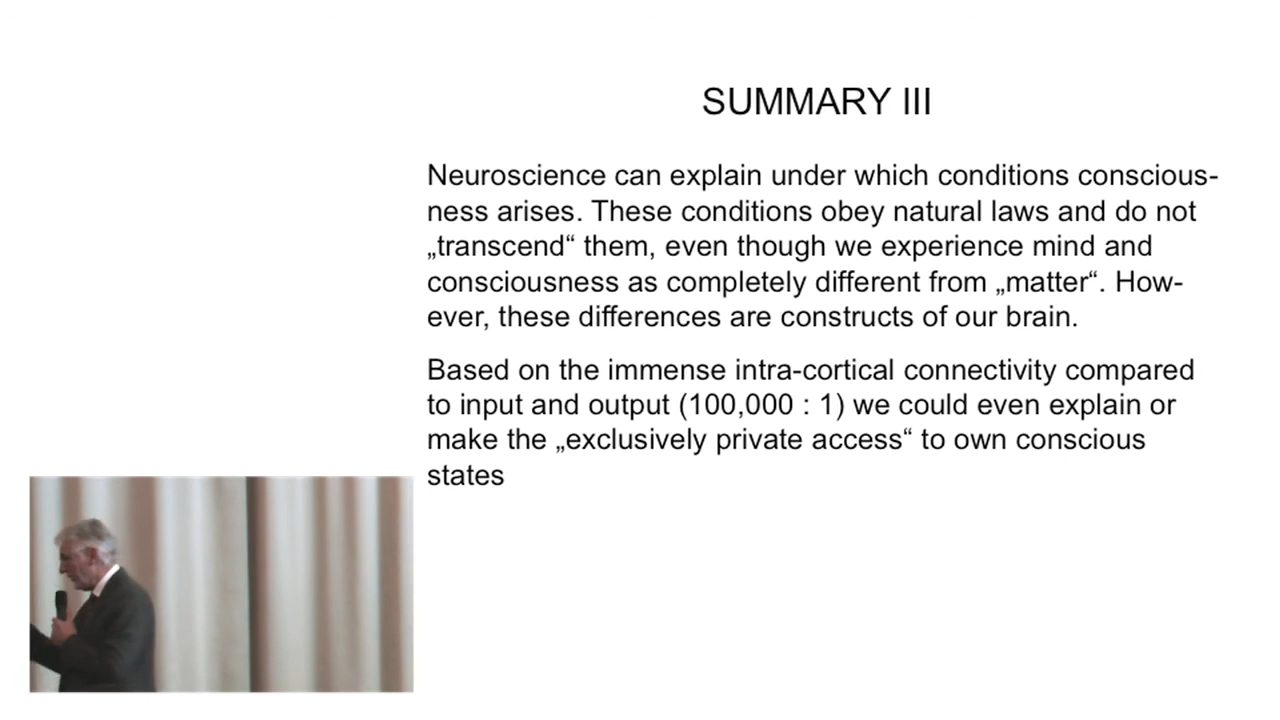 SUMMARY III
Neuroscience can explain under which conditions conscious-
ness arises. These conditions obey natural laws and do not
„transcend“ them, even though we experience mind and
consciousness as completely different from „matter“. How-
ever, these differences are constructs of our brain.
Based on the immense intra-cortical connectivity compared
to input and output (100,000 : 1) we could even explain or
make the „exclusively private access“ to own conscious
states